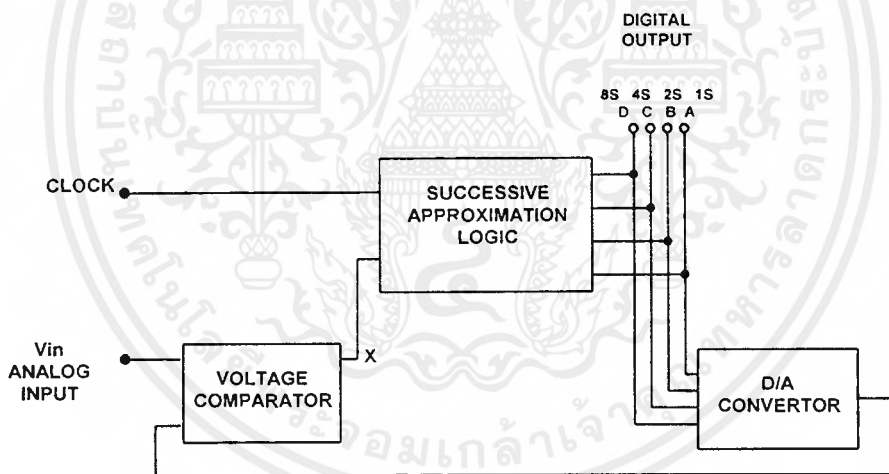 DIGITAL
OUTPUT
8S 4S 2S 1S
D C B A
CLOCK
SUCCESSIVE
APPROXIMATION
LOGIC
Vin
ANALOG
INPUT
X
VOLTAGE
COMPARATOR
D/A
CONVERTOR